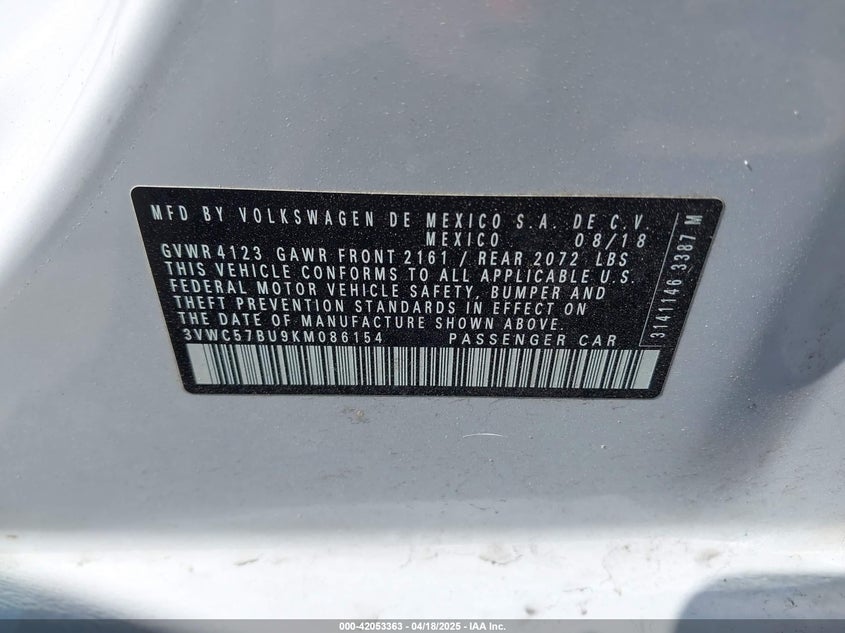 MFD BY VOLKSWAGEN DE MEXICO S.A. DE C.V.
MEXICO 08/18
GVWR 4123 GAWR FRONT 2161 / REAR 2072 LBS
THIS VEHICLE CONFORMS TO ALL APPLICABLE U.S.
FEDERAL MOTOR VEHICLE SAFETY, BUMPER AND
THEFT PREVENTION STANDARDS IN EFFECT ON
THE DATE OF MANUFACTURE SHOWN ABOVE.
3VWC57BU9KM086154 PASSENGER CAR
3141146 3387 M
000-42053363 - 04/18/2025 - IAA Inc.